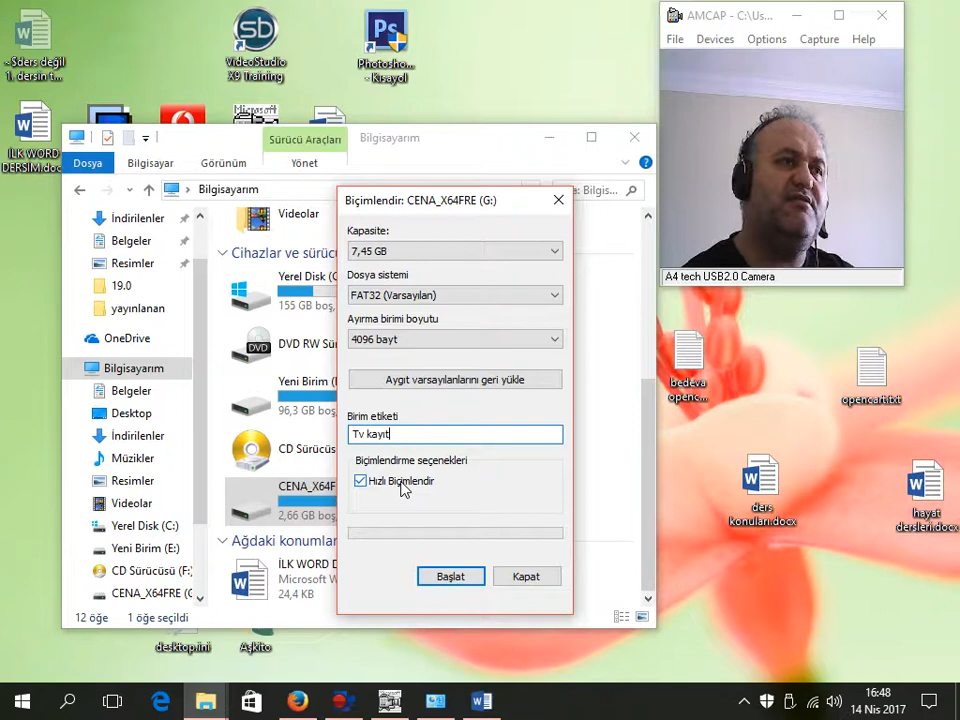 ~$ders değil
1. dersin t...
VideoStudio
X9 Training
Photosho...
- Kısayol
AMCAP - C:\Us...
File Devices Options Capture Help
İLK WORD
DERSİM.doc
Microsoft
Sürücü Araçları
Bilgisayarım
Dosya
Bilgisayar
Görünüm
Yönet
Bilgisayarım
a: Bilgis...
İndirilenler
Belgeler
Resimler
19.0
yayınlanan
OneDrive
Bilgisayarım
Belgeler
Desktop
İndirilenler
Müzikler
Resimler
Videolar
Yerel Disk (C:)
Yeni Birim (E:)
CD Sürücüsü (F:
CENA_X64FRE (G
Videolar
Cihazlar ve sürüc
Yerel Disk (C
155 GB boş,
DVD RW Sür
Yeni Birim (E
96,3 GB boş,
CD Sürücüs
CENA_X64F
2,66 GB boş,
Ağdaki konumlar
İLK WORD D
Microsoft W
24,4 KB
12 öğe
1 öğe seçildi
Biçimlendir: CENA_X64FRE (G:)
Kapasite:
7,45 GB
Dosya sistemi
FAT32 (Varsayılan)
Ayırma birimi boyutu
4096 bayt
Aygıt varsayılanlarını geri yükle
Birim etiketi
Tv kayıt
Biçimlendirme seçenekleri
Hızlı Biçimlendir
Başlat
Kapat
A4 tech USB2.0 Camera
bedeva
openc...
opencart.txt
ders
konuları.docx
hayat
dersleri.docx
desktop.ini
Aşkito
16:48
14 Nis 2017